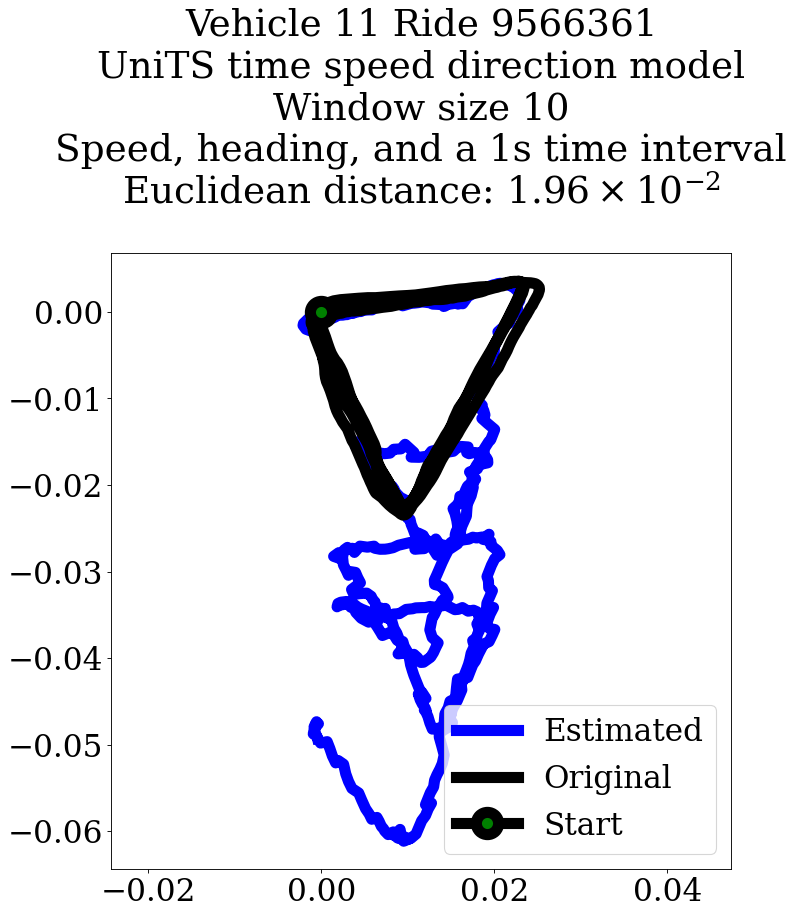 Vehicle 11 Ride 9566361
UniTS time speed direction model
Window size 10
Speed, heading, and a 1s time interval
Euclidean distance: 1.96 × 10⁻²
0.00
−0.01
−0.02
−0.03
−0.04
−0.05
−0.06
Estimated
Original
Start
−0.02 0.00 0.02 0.04